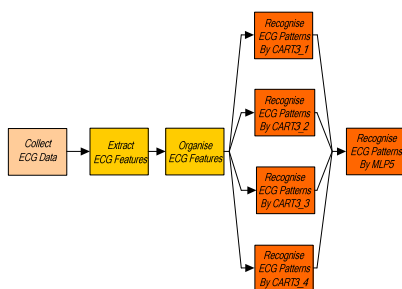 Collect
ECG Data
Extract
ECG Features
Organise
ECG Features
Recognise
ECG Patterns
By CART3_1
Recognise
ECG Patterns
By CART3_2
Recognise
ECG Patterns
By CART3_3
Recognise
ECG Patterns
By CART3_4
Recognise
ECG Patterns
By MLP5